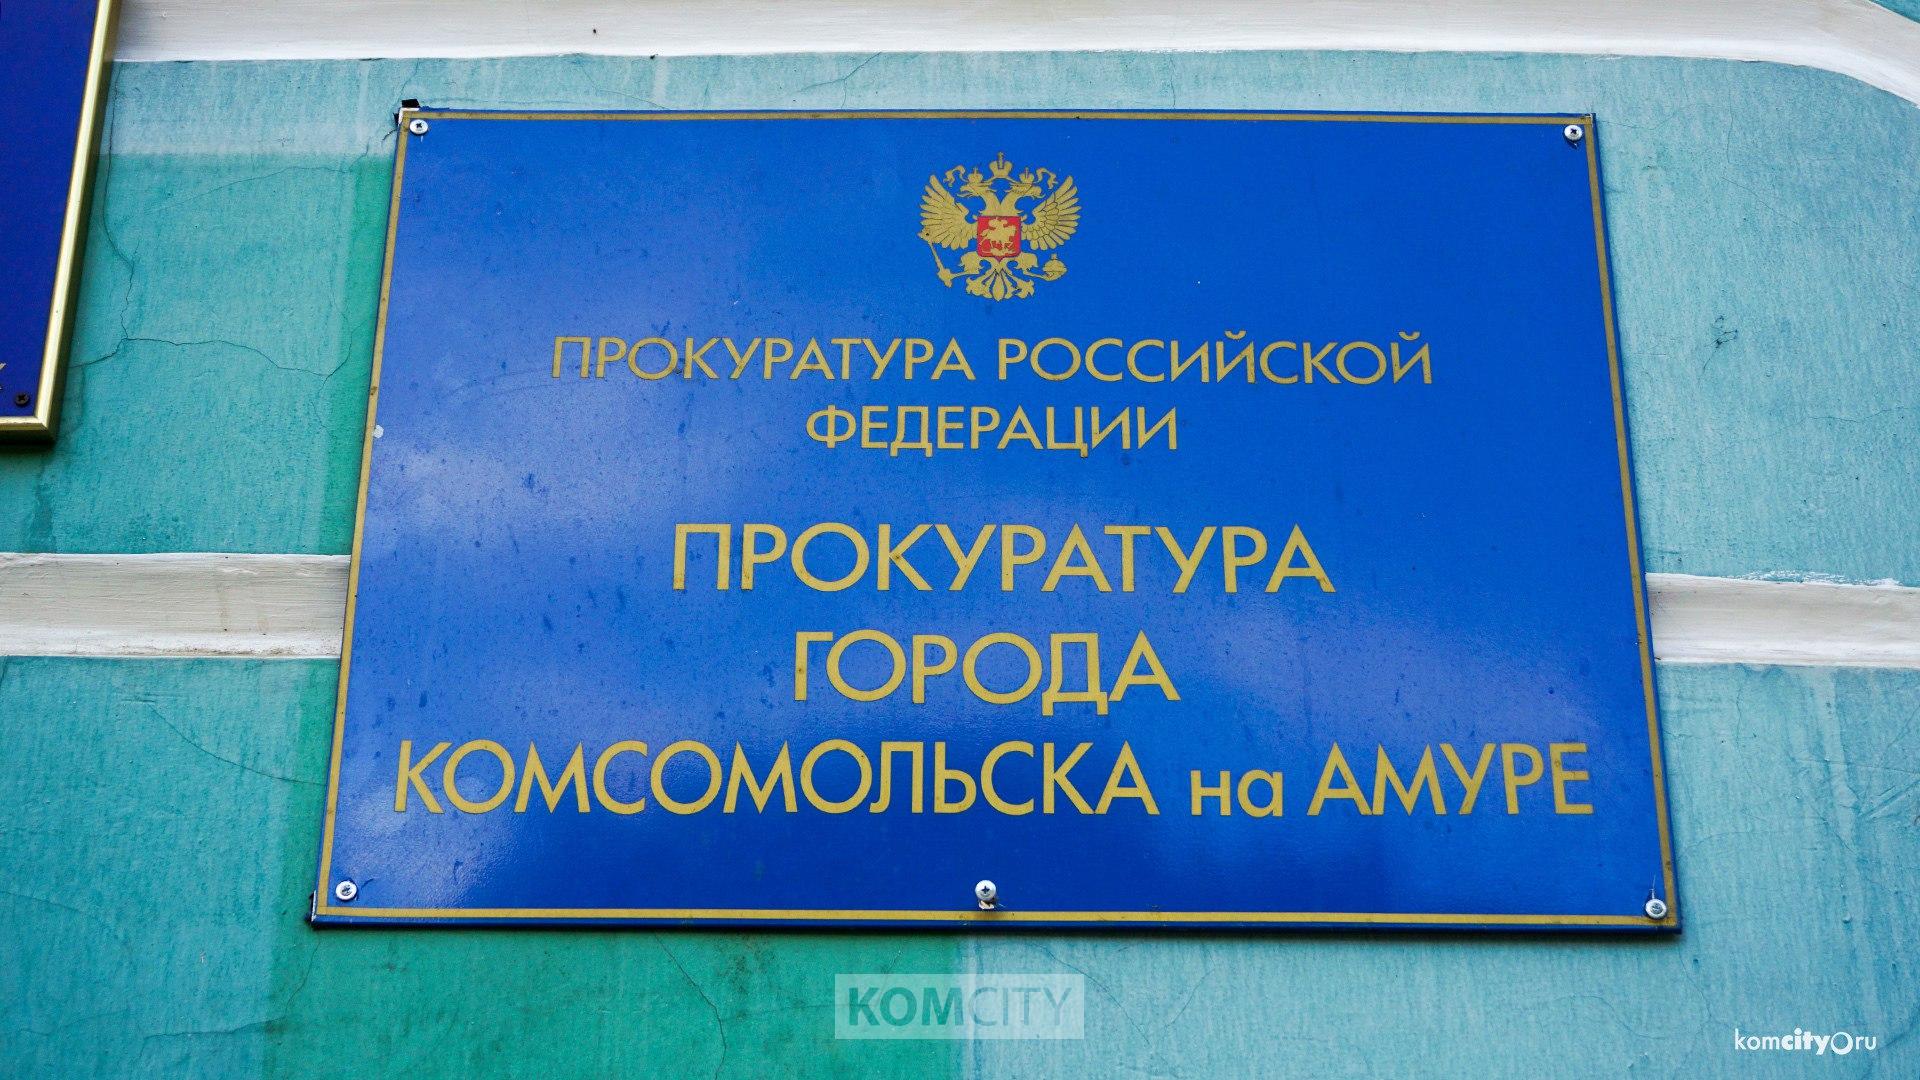 ПРОКУРАТУРА РОССИЙСКОЙ
ФЕДЕРАЦИИ
ПРОКУРАТУРА
ГОРОДА
КОМСОМОЛЬСКА на АМУРЕ
KOMCITY
komcity.ru